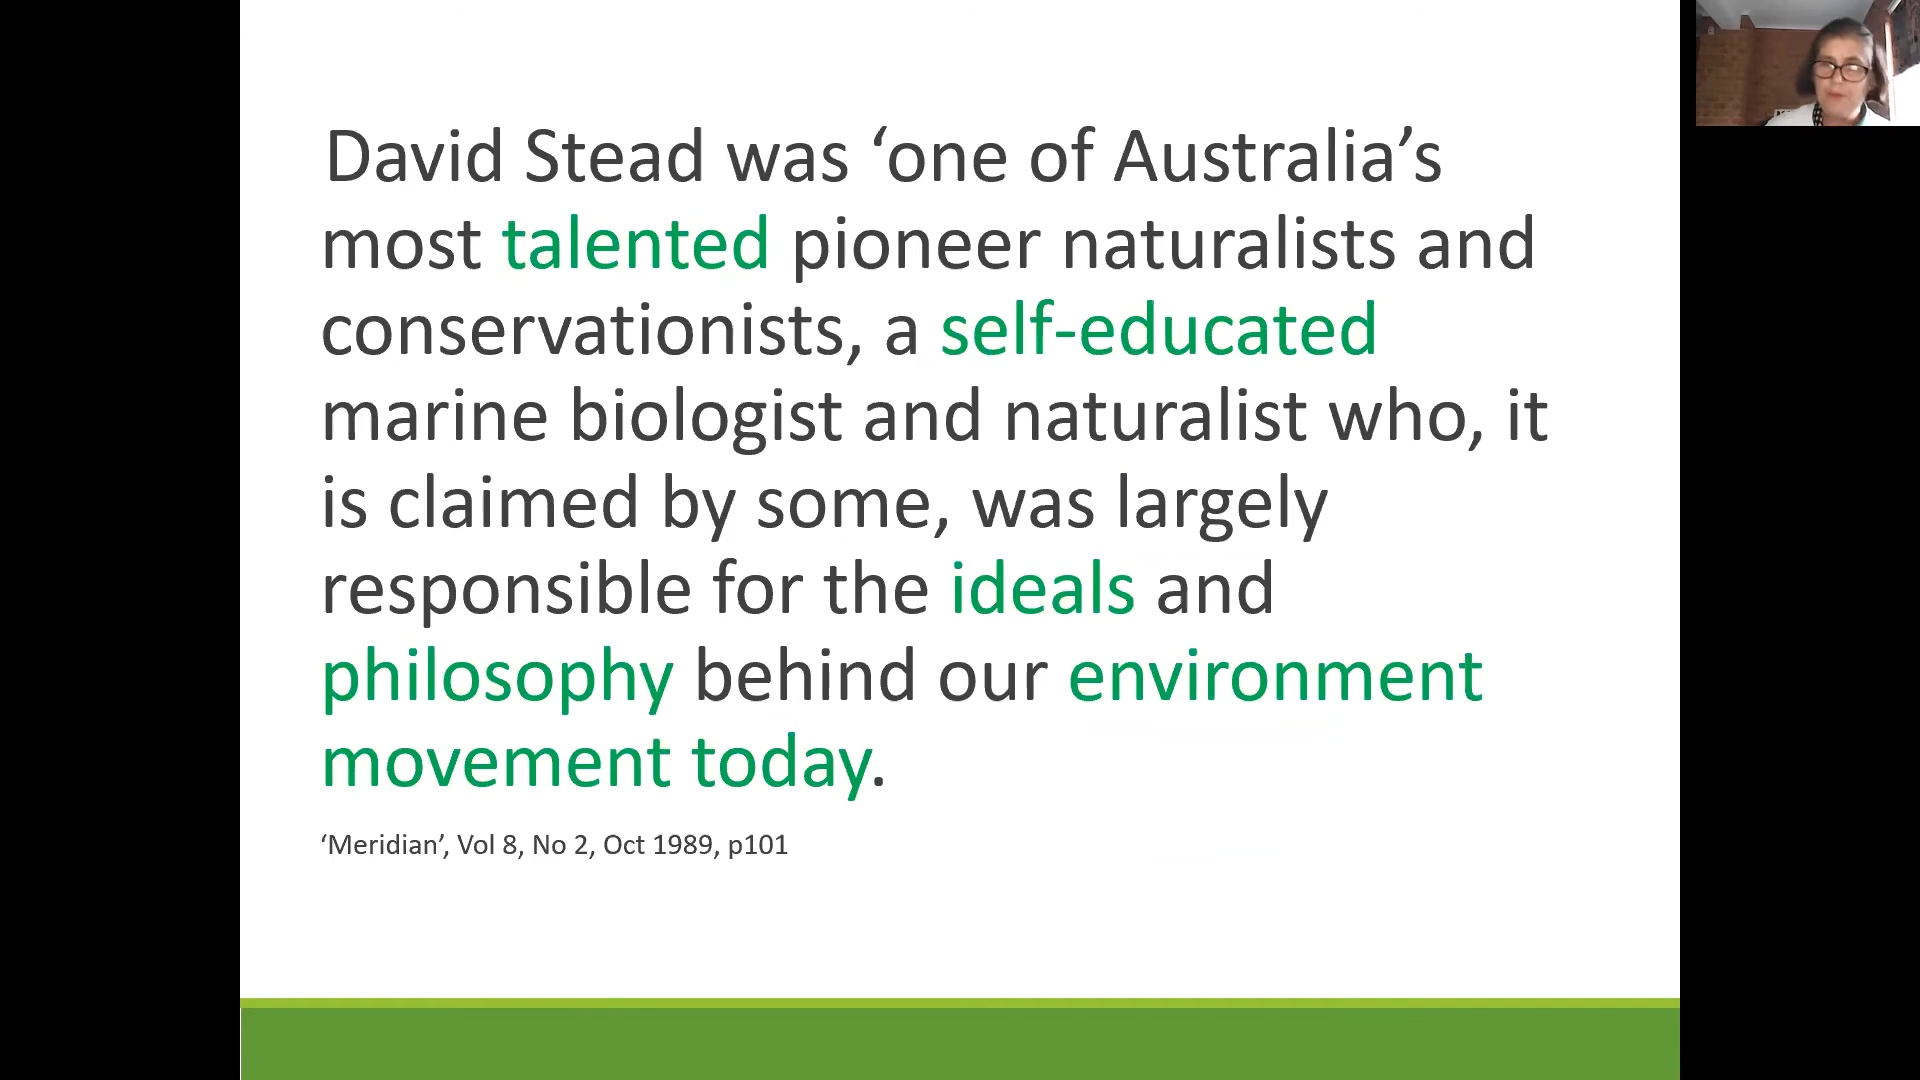 David Stead was ‘one of Australia’s
most talented pioneer naturalists and
conservationists, a self-educated
marine biologist and naturalist who, it
is claimed by some, was largely
responsible for the ideals and
philosophy behind our environment
movement today.
‘Meridian’, Vol 8, No 2, Oct 1989, p101